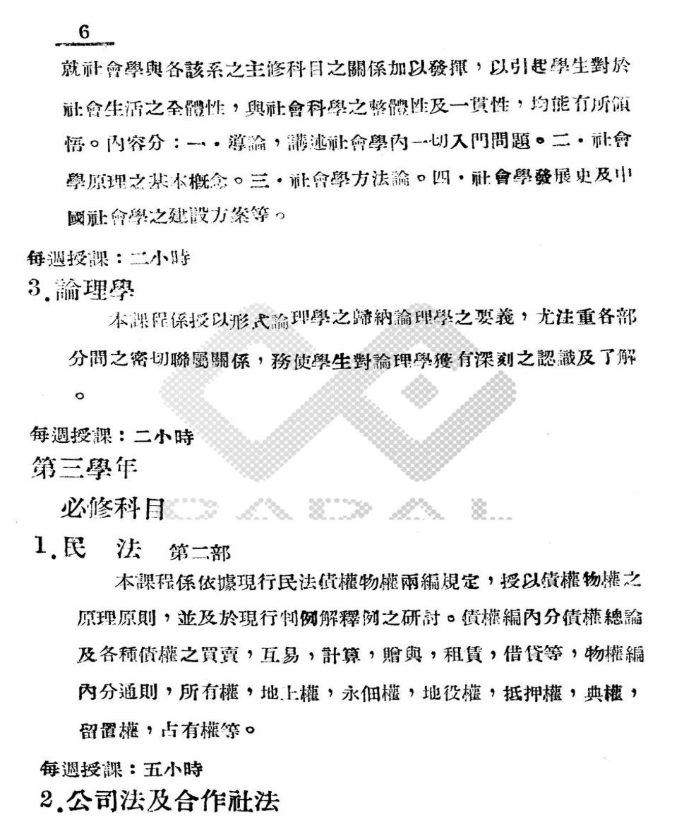 6
就社會學與各該系之主修科目之關係加以發揮，以引起學生對於
社會生活之全體性，與社會科學之整體性及一貫性，均能有所領
悟。內容分：一．導論，講述社會學內一切入門問題。二．社會
學原理之基本概念。三．社會學方法論。四．社會學發展史及中
國社會學之建設方案等。
每週授課：二小時
3.論理學
本課程係授以形式論理學之歸納論理學之要義，尤注重各部
分間之密切聯屬關係，務使學生對論理學獲有深刻之認識及了解
。
每週授課：二小時
第三學年
必修科目
CADAL
1.民　法　第二部
本課程係依據現行民法債權物權兩編規定，授以債權物權之
原理原則，並及於現行判例解釋例之研討。債權編內分債權總論
及各種債權之買賣，互易，計算，贈與，租賃，借貸等，物權編
內分通則，所有權，地上權，永佃權，地役權，抵押權，典權，
留置權，占有權等。
每週授課：五小時
2.公司法及合作社法